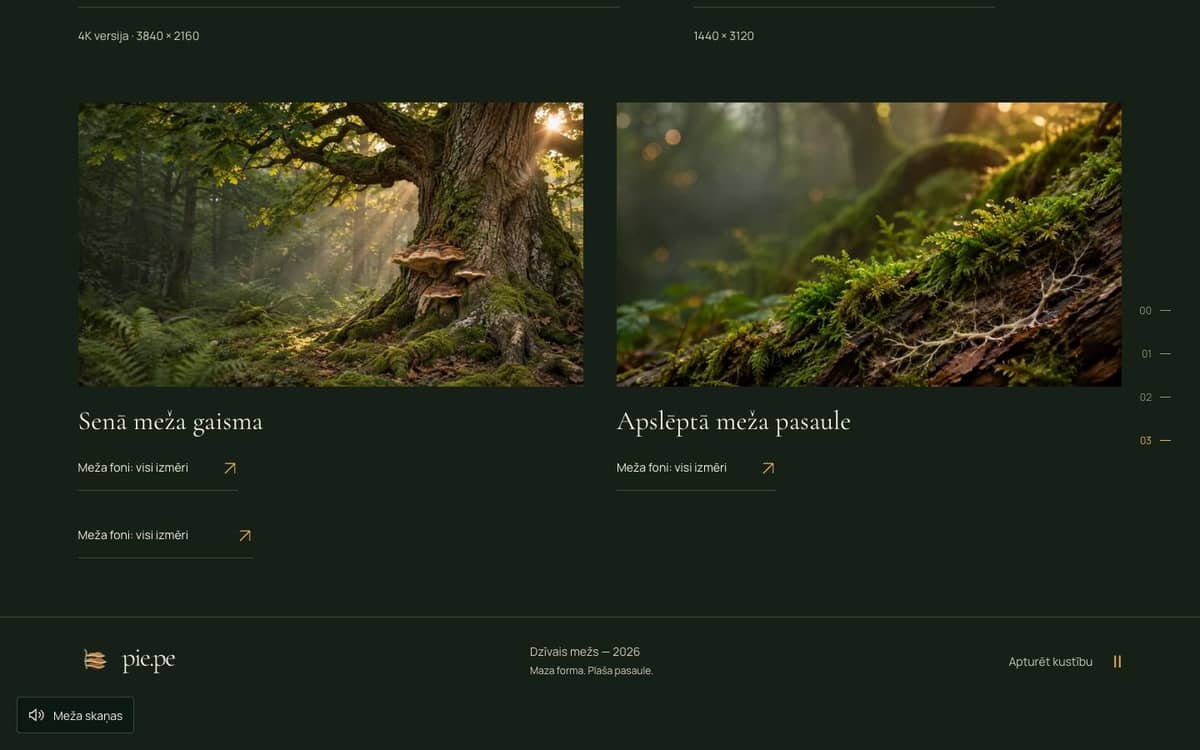 4K versija · 3840 × 2160
1440 × 3120
Senā meža gaisma
Meža foni: visi izmēri
Apslēptā meža pasaule
Meža foni: visi izmēri
Meža foni: visi izmēri
00
01
02
03
pie.pe
Dzīvais mežs — 2026
Maza forma. Plaša pasaule.
Apturēt kustību
Meža skaņas